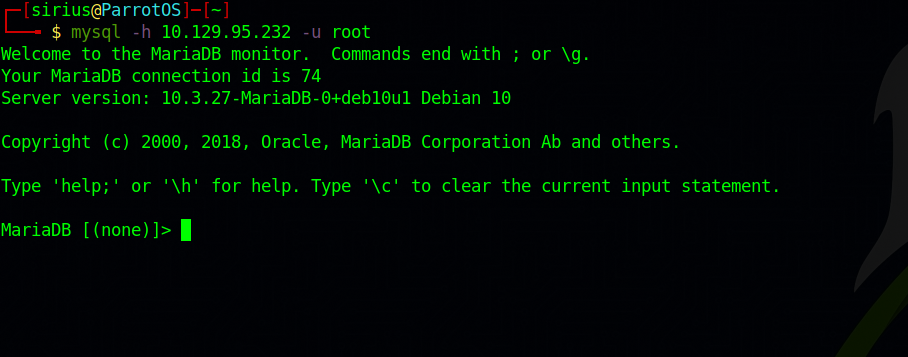 ┌─[sirius@ParrotOS]─[~]
└──╼ $ mysql -h 10.129.95.232 -u root
Welcome to the MariaDB monitor.  Commands end with ; or \g.
Your MariaDB connection id is 74
Server version: 10.3.27-MariaDB-0+deb10u1 Debian 10
Copyright (c) 2000, 2018, Oracle, MariaDB Corporation Ab and others.
Type 'help;' or '\h' for help. Type '\c' to clear the current input statement.
MariaDB [(none)]>